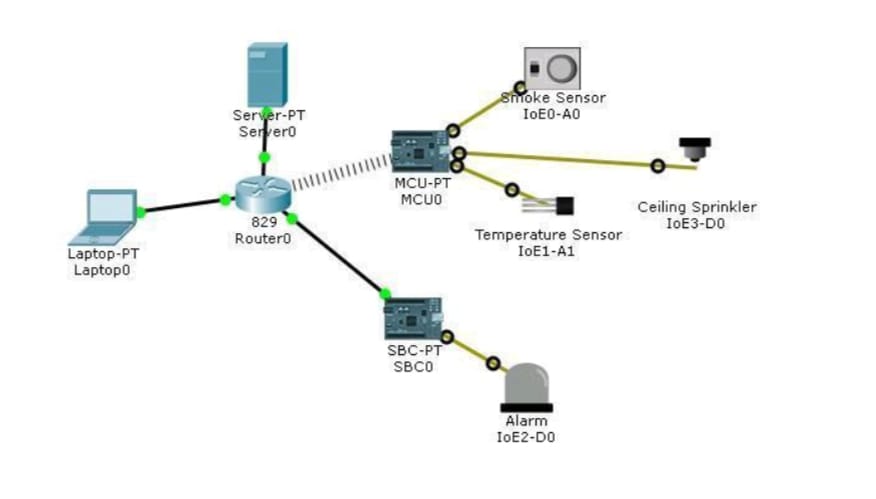 Server-PT
Server0
Smoke Sensor
IoE0-A0
MCU-PT
MCU0
Ceiling Sprinkler
IoE3-D0
829
Router0
Temperature Sensor
IoE1-A1
Laptop-PT
Laptop0
SBC-PT
SBC0
Alarm
IoE2-D0